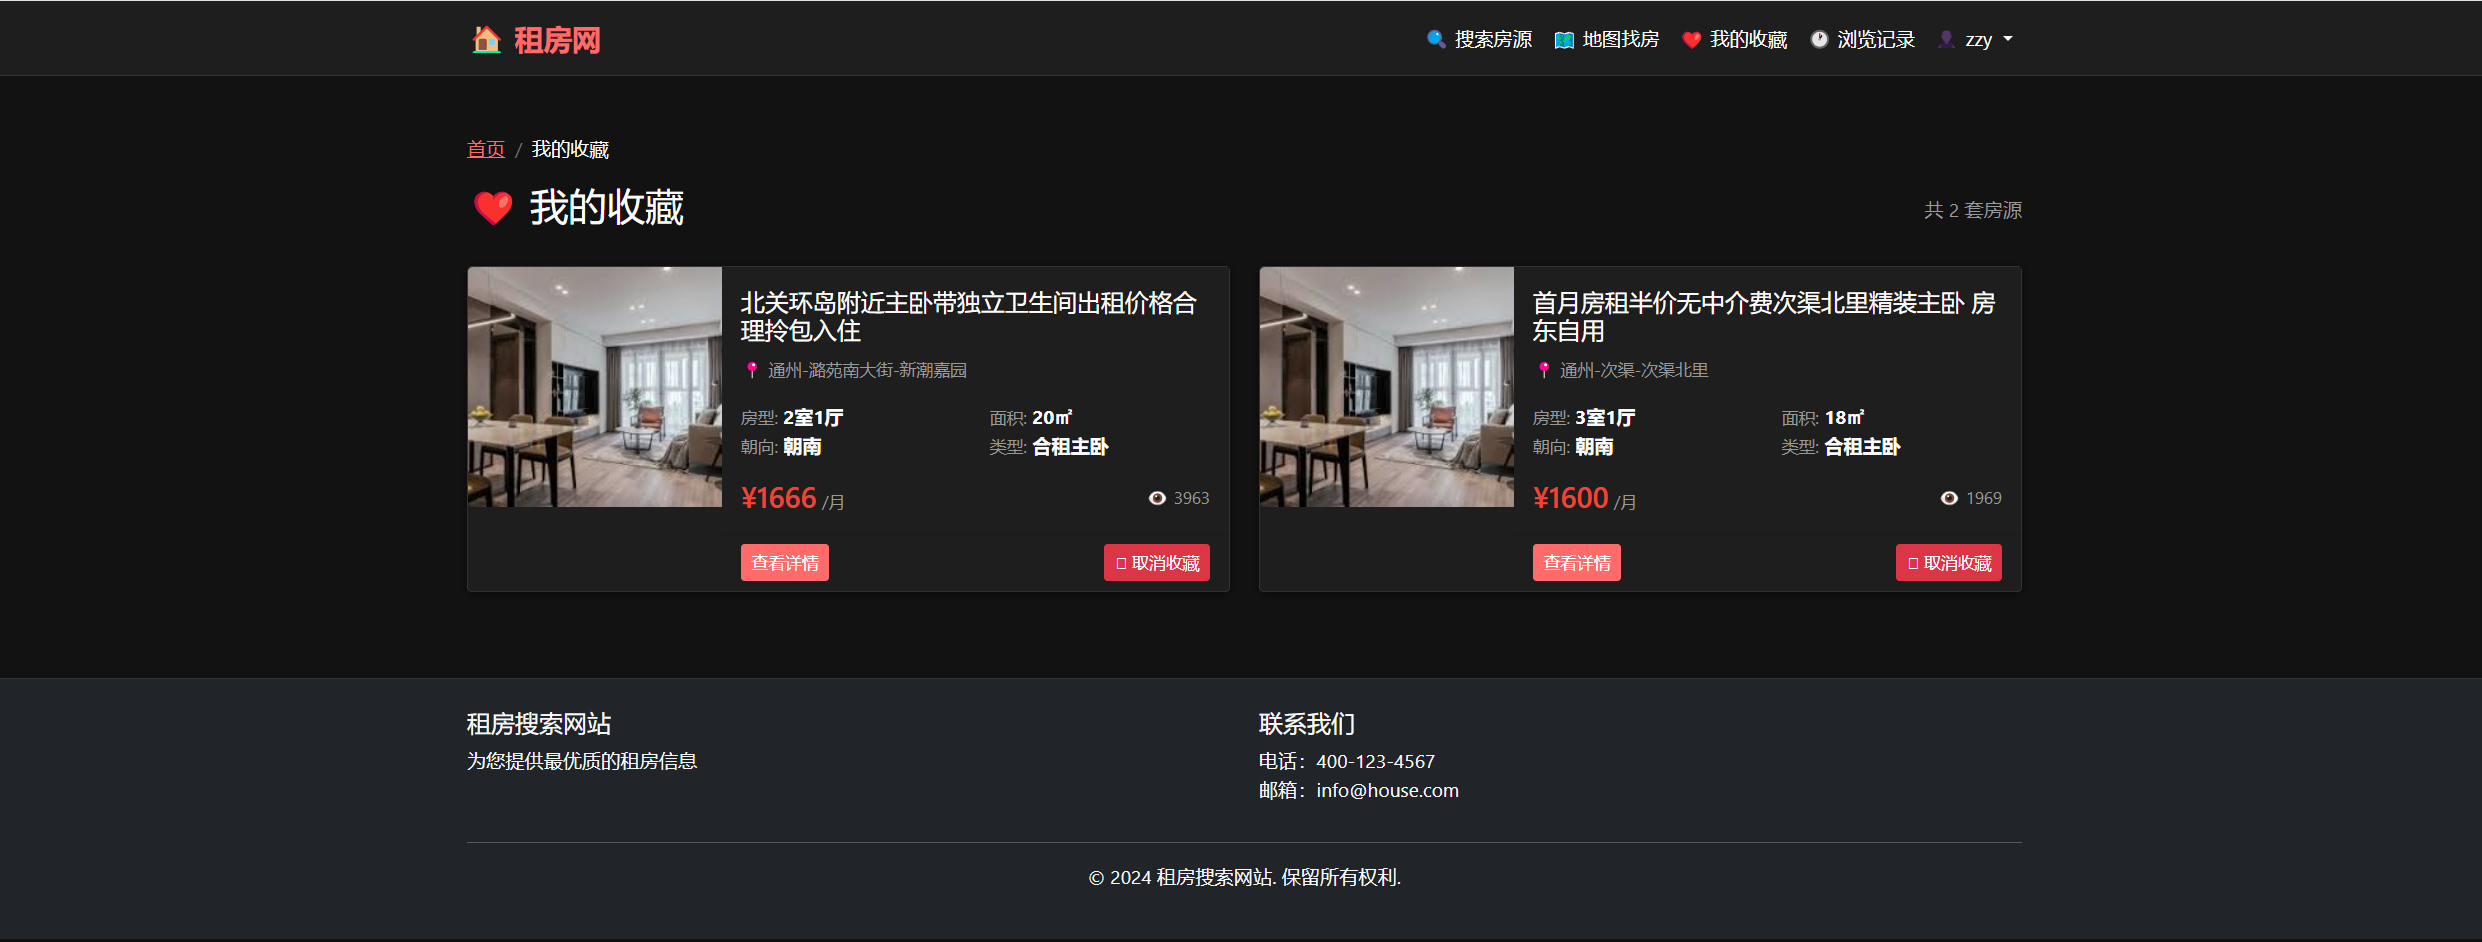 租房网
搜索房源 地图找房 我的收藏 浏览记录 zzy
首页 / 我的收藏
我的收藏
共 2 套房源
北关环岛附近主卧带独立卫生间出租价格合
理拎包入住
通州-潞苑南大街-新潮嘉园
房型: 2室1厅 面积: 20㎡
朝向: 朝南 类型: 合租主卧
¥1666 /月 3963
查看详情 取消收藏
首月房租半价无中介费次渠北里精装主卧 房
东自用
通州-次渠-次渠北里
房型: 3室1厅 面积: 18㎡
朝向: 朝南 类型: 合租主卧
¥1600 /月 1969
查看详情 取消收藏
租房搜索网站
为您提供最优质的租房信息
联系我们
电话：400-123-4567
邮箱：info@house.com
© 2024 租房搜索网站. 保留所有权利.